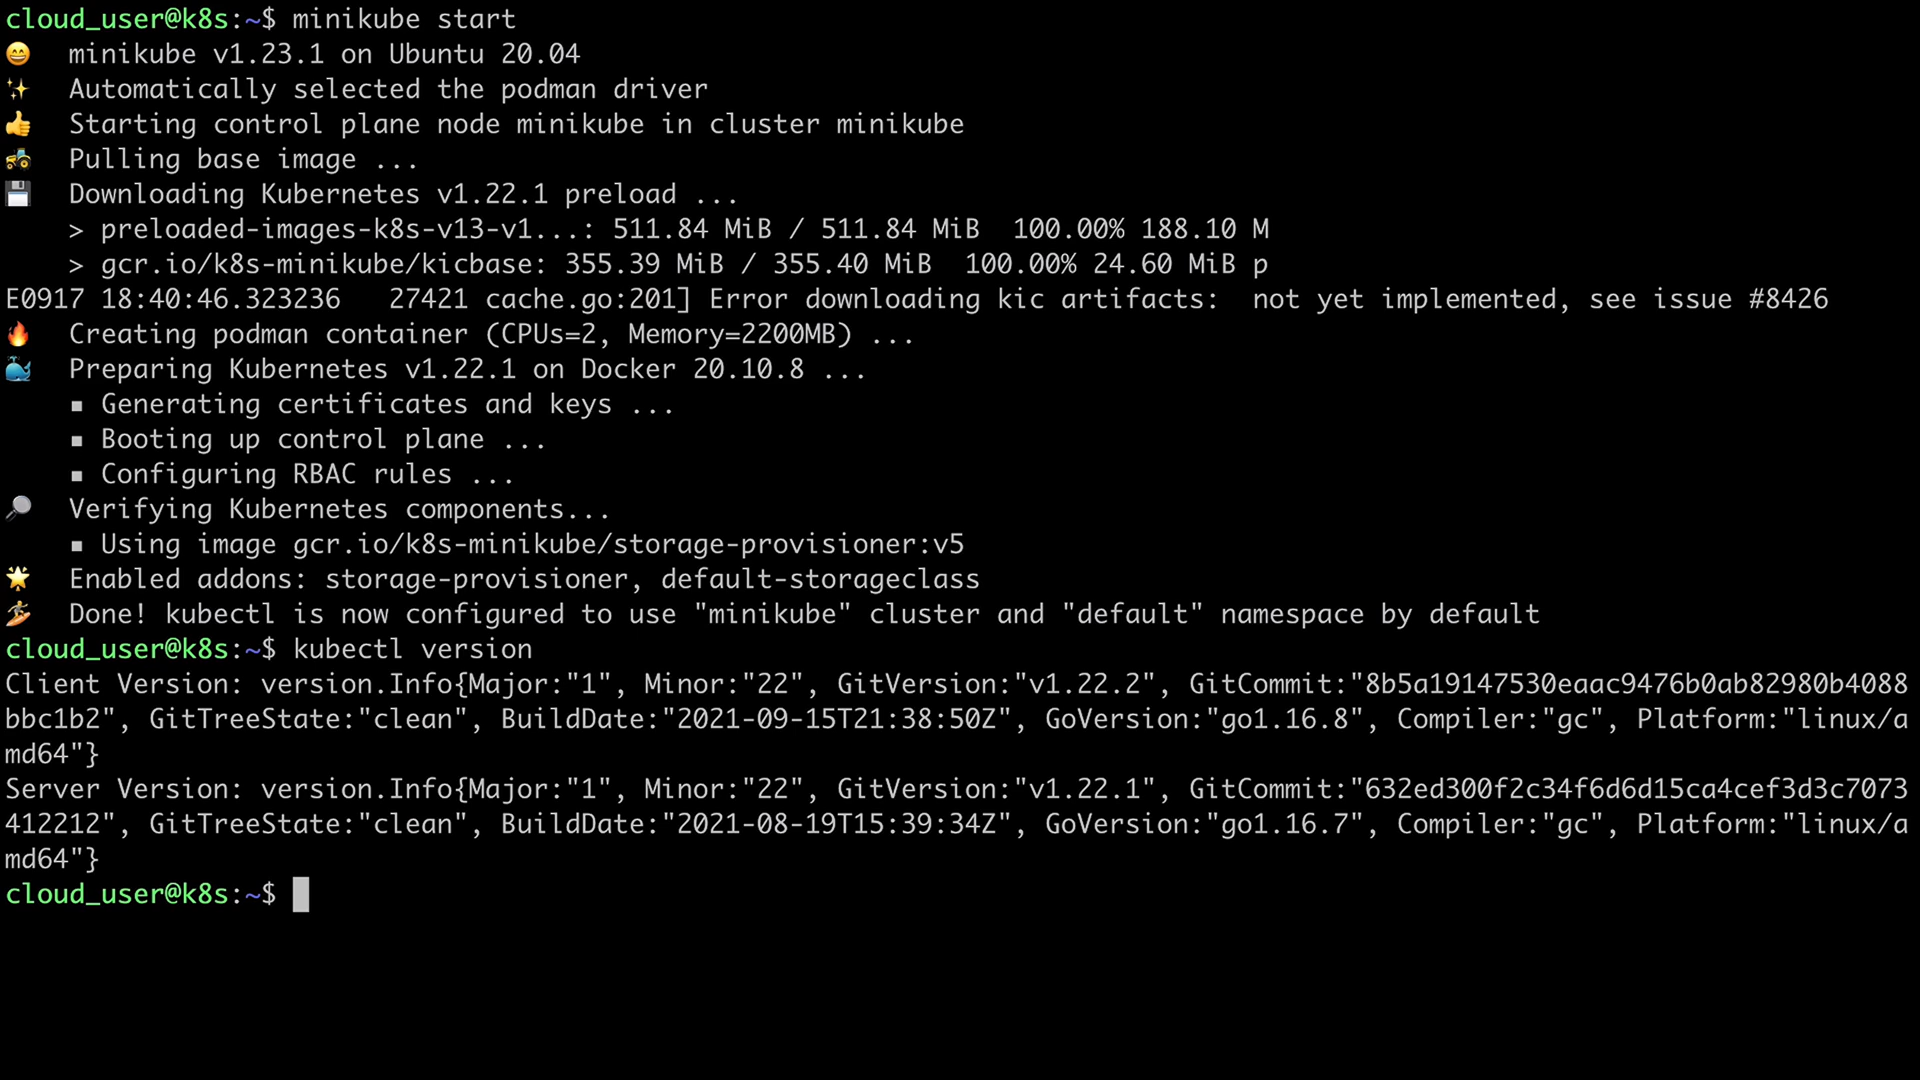 cloud_user@k8s:~$ minikube start
😄 minikube v1.23.1 on Ubuntu 20.04
✨ Automatically selected the podman driver
👍 Starting control plane node minikube in cluster minikube
🚜 Pulling base image ...
💾 Downloading Kubernetes v1.22.1 preload ...
> preloaded-images-k8s-v13-v1...: 511.84 MiB / 511.84 MiB 100.00% 188.10 M
> gcr.io/k8s-minikube/kicbase: 355.39 MiB / 355.40 MiB 100.00% 24.60 MiB p
E0917 18:40:46.323236 27421 cache.go:201] Error downloading kic artifacts: not yet implemented, see issue #8426
🔥 Creating podman container (CPUs=2, Memory=2200MB) ...
🐳 Preparing Kubernetes v1.22.1 on Docker 20.10.8 ...
▪ Generating certificates and keys ...
▪ Booting up control plane ...
▪ Configuring RBAC rules ...
🔎 Verifying Kubernetes components...
▪ Using image gcr.io/k8s-minikube/storage-provisioner:v5
🌟 Enabled addons: storage-provisioner, default-storageclass
🏄 Done! kubectl is now configured to use "minikube" cluster and "default" namespace by default
cloud_user@k8s:~$ kubectl version
Client Version: version.Info{Major:"1", Minor:"22", GitVersion:"v1.22.2", GitCommit:"8b5a19147530eaac9476b0ab82980b4088
bbc1b2", GitTreeState:"clean", BuildDate:"2021-09-15T21:38:50Z", GoVersion:"go1.16.8", Compiler:"gc", Platform:"linux/a
md64"}
Server Version: version.Info{Major:"1", Minor:"22", GitVersion:"v1.22.1", GitCommit:"632ed300f2c34f6d6d15ca4cef3d3c7073
412212", GitTreeState:"clean", BuildDate:"2021-08-19T15:39:34Z", GoVersion:"go1.16.7", Compiler:"gc", Platform:"linux/a
md64"}
cloud_user@k8s:~$